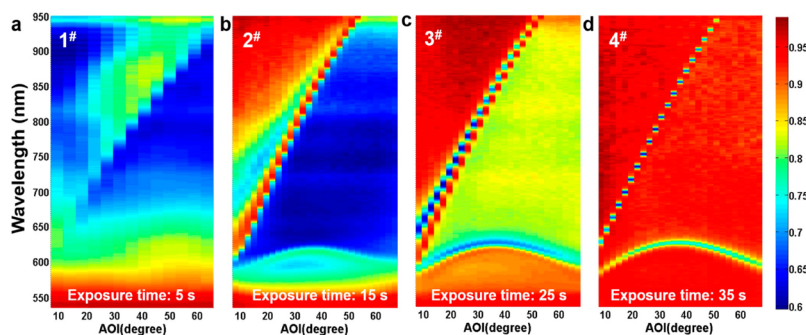 a b c d
1# 2# 3# 4#
Wavelength (nm)
950
900
850
800
750
700
650
600
550
Exposure time: 5 s Exposure time: 15 s Exposure time: 25 s Exposure time: 35 s
10 20 30 40 50 60 10 20 30 40 50 60 10 20 30 40 50 60 10 20 30 40 50 60
AOI(degree) AOI(degree) AOI(degree) AOI(degree)
0.95
0.9
0.85
0.8
0.75
0.7
0.65
0.6